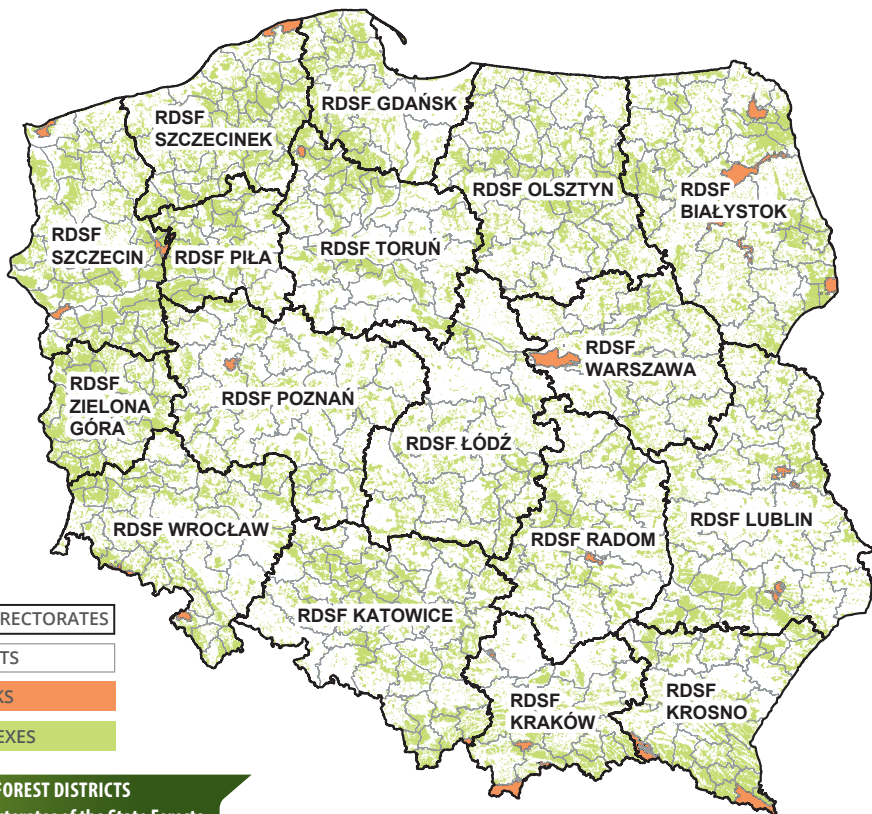 RDSF GDAŃSK
RDSF
SZCZECINEK
RDSF OLSZTYN
RDSF
BIAŁYSTOK
RDSF
SZCZECIN
RDSF PIŁA
RDSF TORUŃ
RDSF
WARSZAWA
RDSF
ZIELONA
GÓRA
RDSF POZNAŃ
RDSF ŁÓDŹ
RDSF WROCŁAW
RDSF RADOM
RDSF LUBLIN
RDSF KATOWICE
RDSF
KRAKÓW
RDSF
KROSNO
RECTORATES
TS
KS
EXES
FOREST DISTRICTS